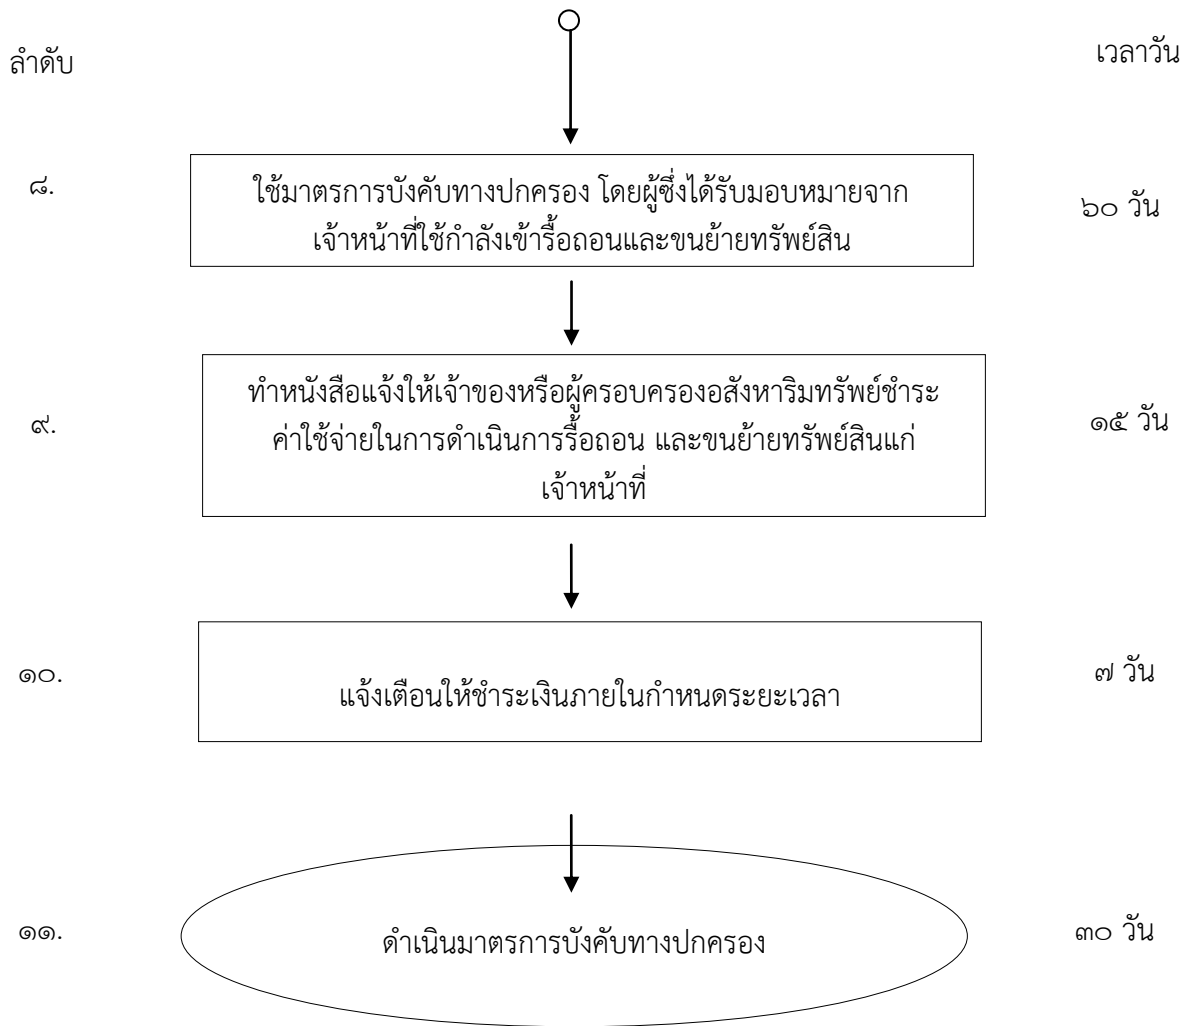 ลำดับ
เวลาวัน
๘.
ใช้มาตรการบังคับทางปกครอง โดยผู้ซึ่งได้รับมอบหมายจาก
เจ้าหน้าที่ใช้กำลังเข้ารื้อถอนและขนย้ายทรัพย์สิน
๖๐ วัน
๙.
ทำหนังสือแจ้งให้เจ้าของหรือผู้ครอบครองอสังหาริมทรัพย์ชำระ
ค่าใช้จ่ายในการดำเนินการรื้อถอน และขนย้ายทรัพย์สินแก่
เจ้าหน้าที่
๑๕ วัน
๑๐.
แจ้งเตือนให้ชำระเงินภายในกำหนดระยะเวลา
๗ วัน
๑๑.
ดำเนินมาตรการบังคับทางปกครอง
๓๐ วัน